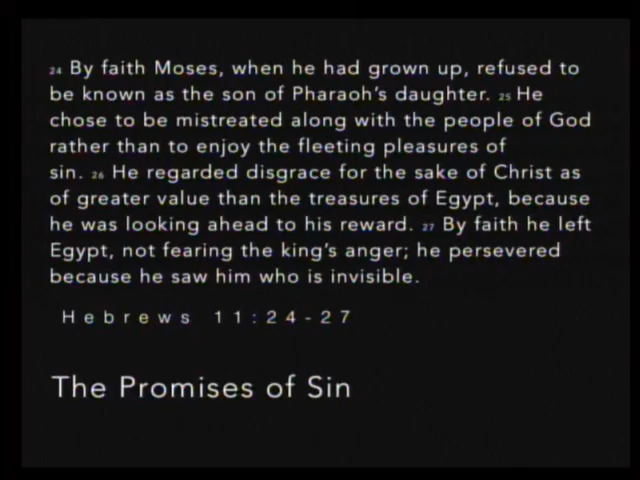 24 By faith Moses, when he had grown up, refused to
be known as the son of Pharaoh's daughter. 25 He
chose to be mistreated along with the people of God
rather than to enjoy the fleeting pleasures of
sin. 26 He regarded disgrace for the sake of Christ as
of greater value than the treasures of Egypt, because
he was looking ahead to his reward. 27 By faith he left
Egypt, not fearing the king's anger; he persevered
because he saw him who is invisible.
Hebrews 11:24-27
The Promises of Sin